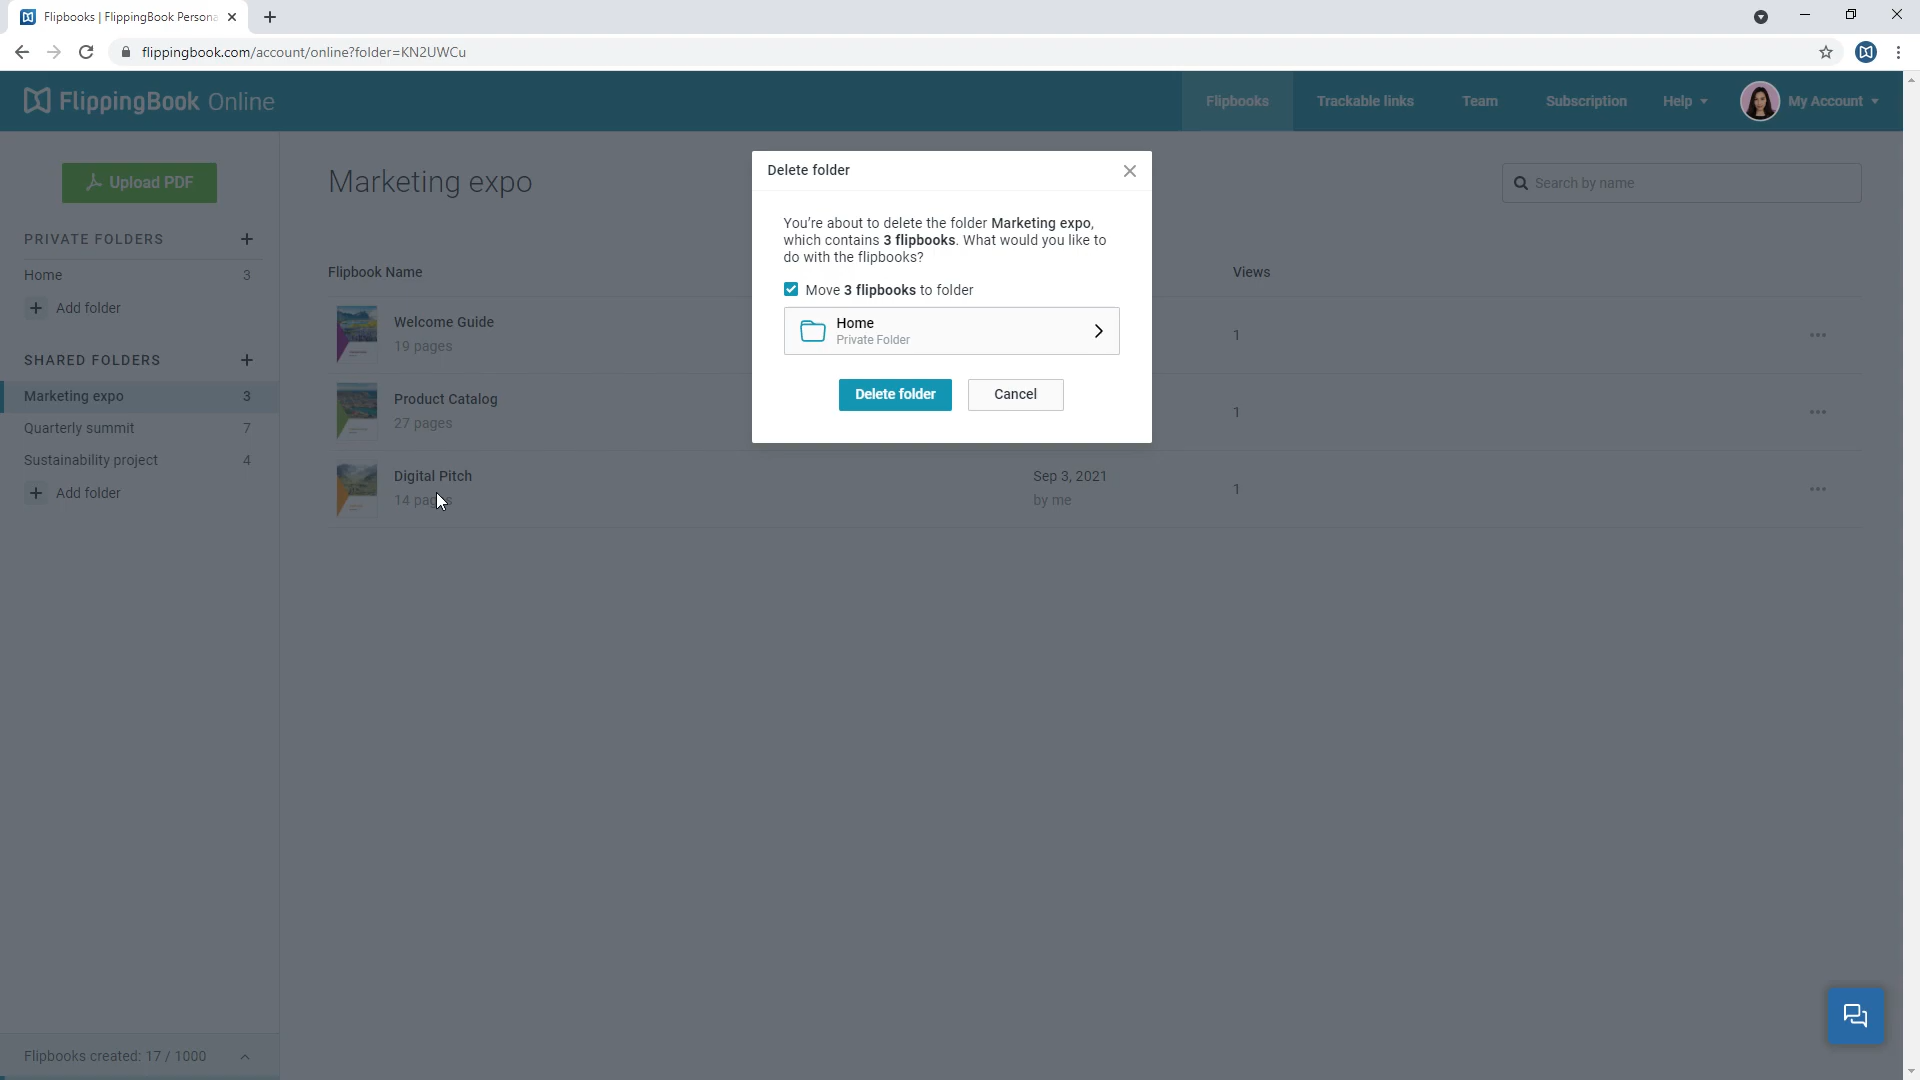 Flipbooks | FlippingBook Persona
flippingbook.com/account/online?folder=KN2UWCu
FlippingBook Online
Flipbooks
Trackable links
Team
Subscription
Help
My Account
Upload PDF
PRIVATE FOLDERS
Home 3
Add folder
SHARED FOLDERS
Marketing expo 3
Quarterly summit 7
Sustainability project 4
Add folder
Flipbooks created: 17 / 1000
Marketing expo
Search by name
Flipbook Name
Views
Welcome Guide
19 pages
1
Product Catalog
27 pages
1
Digital Pitch
14 pages
Sep 3, 2021
by me
1
Delete folder
You're about to delete the folder Marketing expo,
which contains 3 flipbooks. What would you like to
do with the flipbooks?
Move 3 flipbooks to folder
Home
Private Folder
Delete folder
Cancel